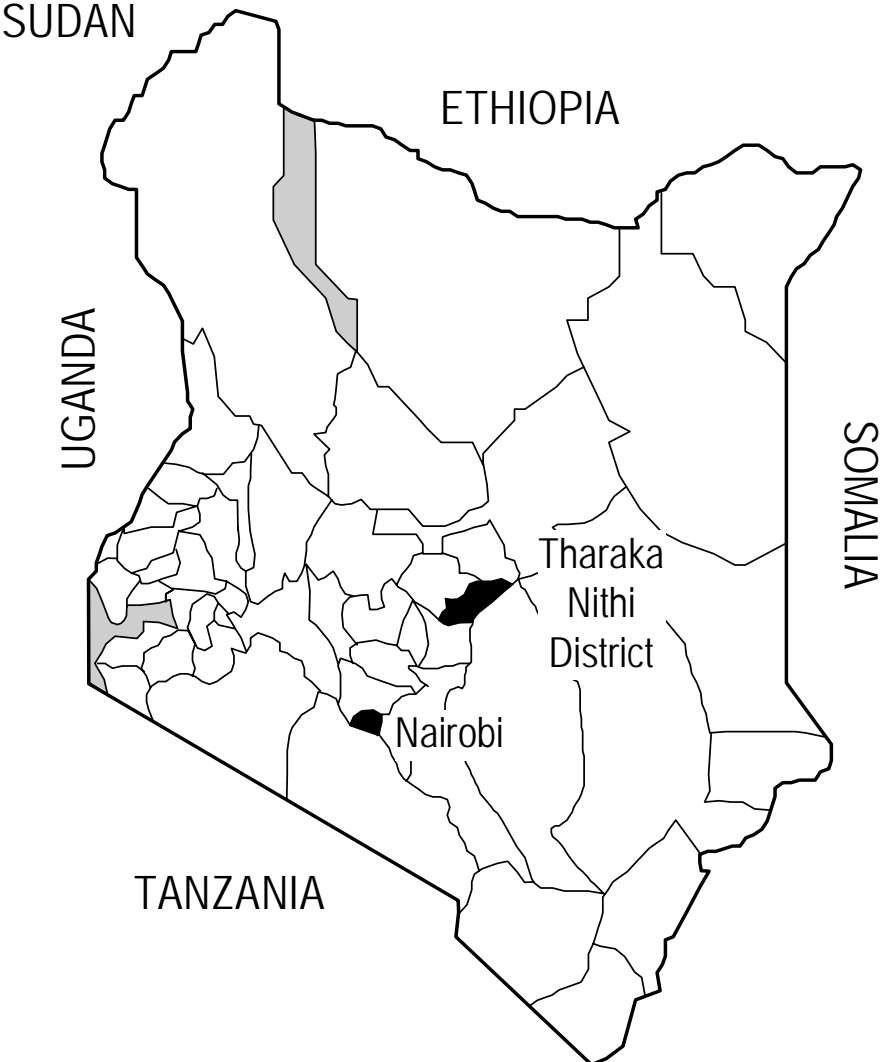 SUDAN
ETHIOPIA
UGANDA
SOMALIA
Tharaka
Nithi
District
Nairobi
TANZANIA